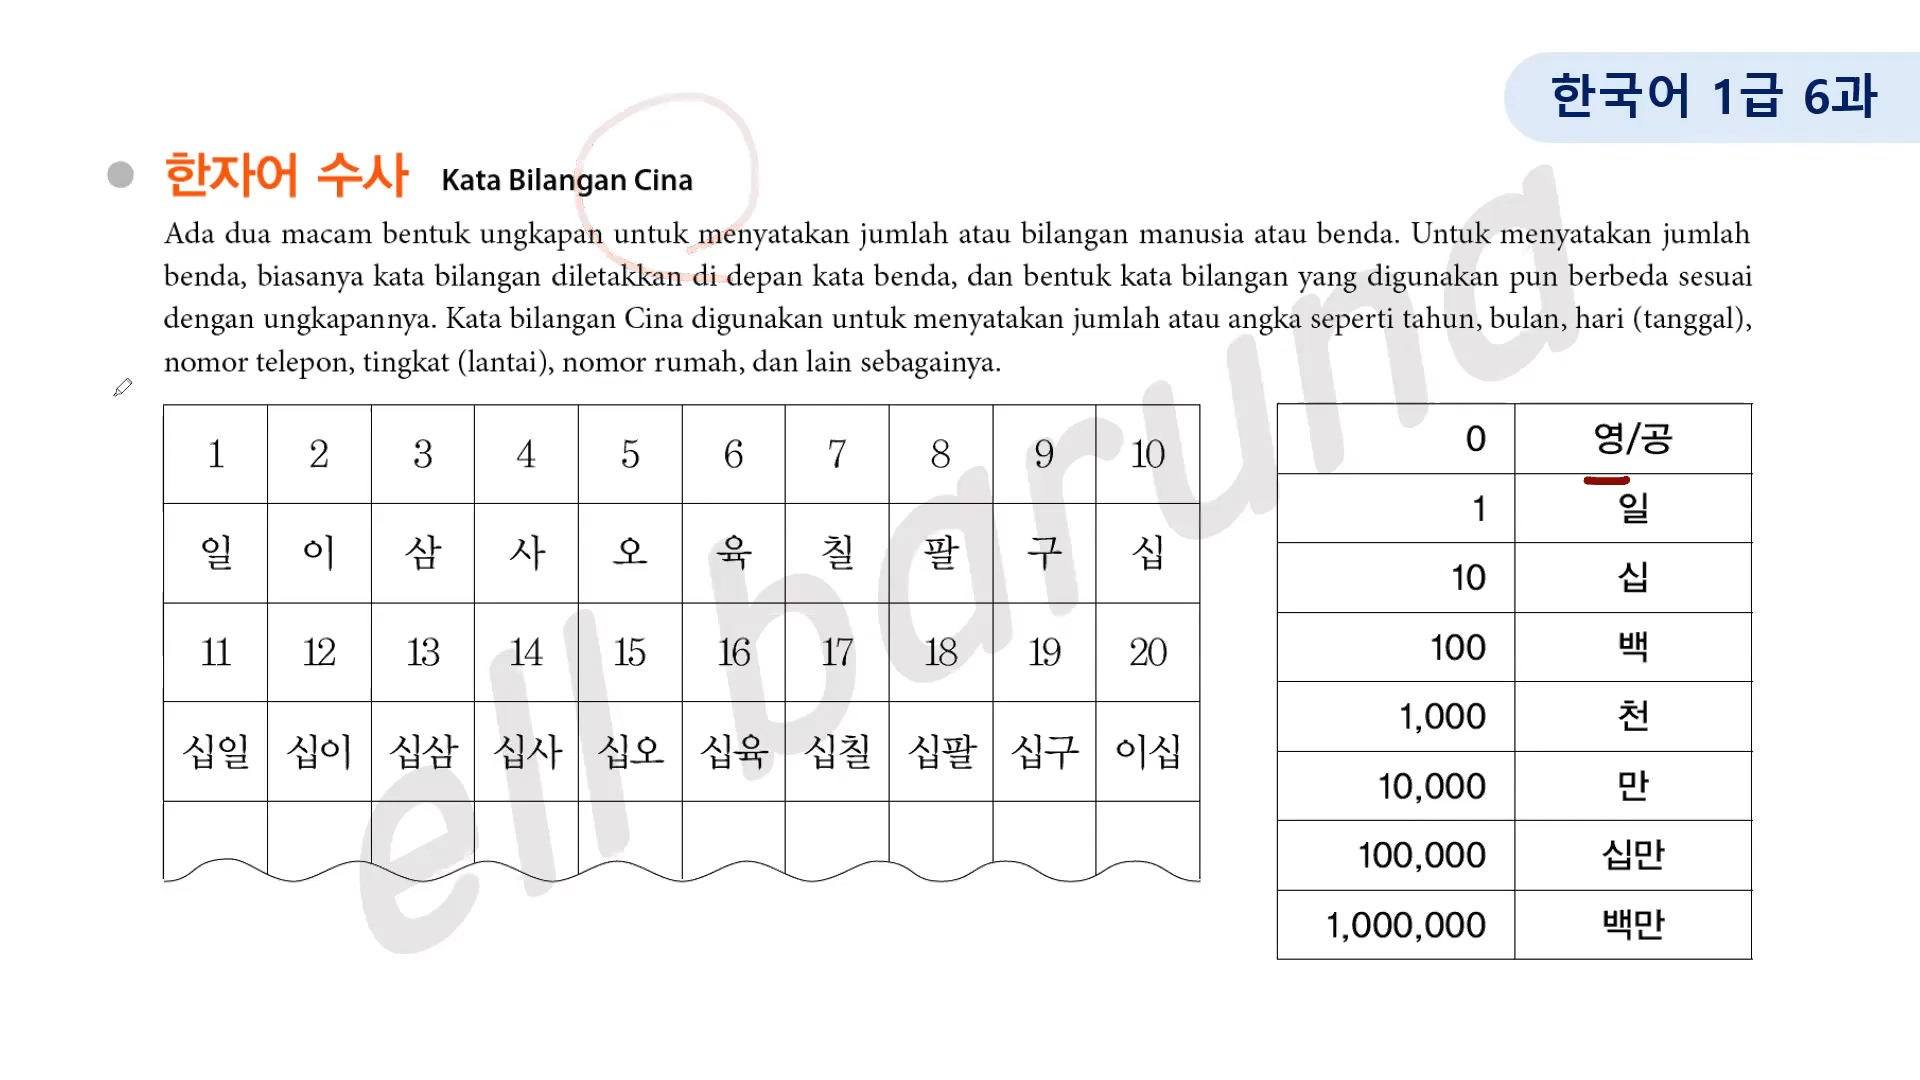 한국어 1급 6과
한자어 수사 Kata Bilangan Cina
Ada dua macam bentuk ungkapan untuk menyatakan jumlah atau bilangan manusia atau benda. Untuk menyatakan jumlah
benda, biasanya kata bilangan diletakkan di depan kata benda, dan bentuk kata bilangan yang digunakan pun berbeda sesuai
dengan ungkapannya. Kata bilangan Cina digunakan untuk menyatakan jumlah atau angka seperti tahun, bulan, hari (tanggal),
nomor telepon, tingkat (lantai), nomor rumah, dan lain sebagainya.
1 2 3 4 5 6 7 8 9 10
일 이 삼 사 오 육 칠 팔 구 십
11 12 13 14 15 16 17 18 19 20
십일 십이 십삼 십사 십오 십육 십칠 십팔 십구 이십
0 영/공
1 일
10 십
100 백
1,000 천
10,000 만
100,000 십만
1,000,000 백만
ell baruna